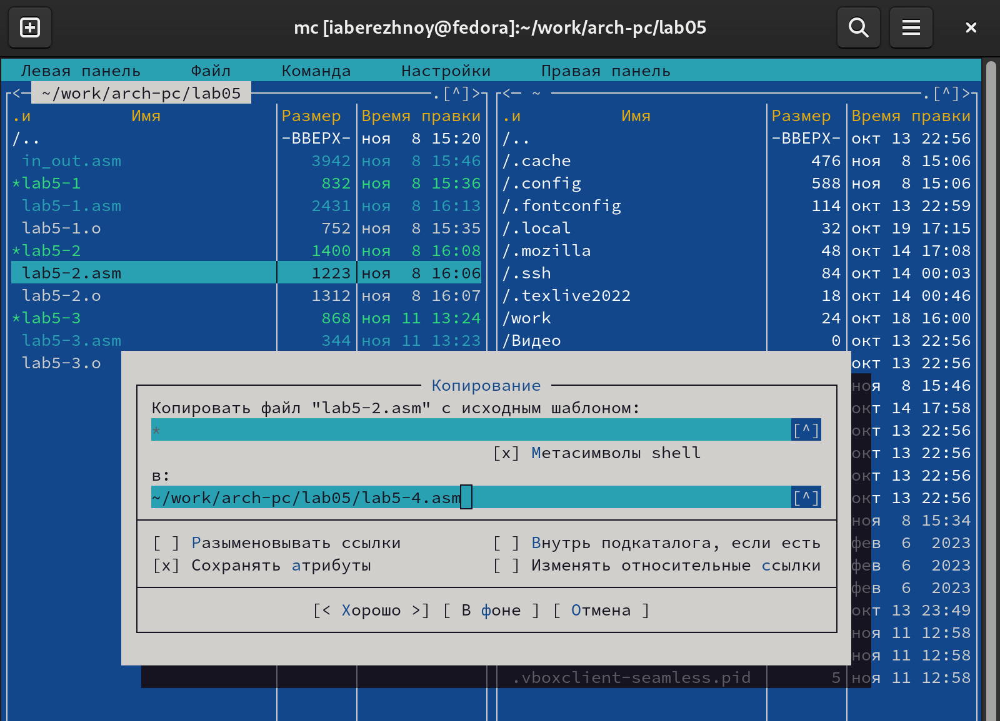 mc [iaberezhnoy@fedora]:~/work/arch-pc/lab05
Левая панель Файл Команда Настройки Правая панель
<─ ~/work/arch-pc/lab05 .[^]> <─ ~ .[^]>
.и Имя Размер Время правки .и Имя Размер Время правки
/.. -ВВЕРХ- ноя 8 15:20 /.. -ВВЕРХ- окт 13 22:56
in_out.asm 3942 ноя 8 15:46 /.cache 476 ноя 8 15:06
*lab5-1 832 ноя 8 15:36 /.config 588 ноя 8 15:06
lab5-1.asm 2431 ноя 8 16:13 /.fontconfig 114 окт 13 22:59
lab5-1.o 752 ноя 8 15:35 /.local 32 окт 19 17:15
*lab5-2 1400 ноя 8 16:08 /.mozilla 48 окт 14 17:08
lab5-2.asm 1223 ноя 8 16:06 /.ssh 84 окт 14 00:03
lab5-2.o 1312 ноя 8 16:07 /.texlive2022 18 окт 14 00:46
*lab5-3 868 ноя 11 13:24 /work 24 окт 18 16:00
lab5-3.asm 344 ноя 11 13:23 /Видео 0 окт 13 22:56
lab5-3.o окт 13 22:56
Копирование ноя 8 15:46
Копировать файл "lab5-2.asm" с исходным шаблоном: окт 14 17:58
* [^] окт 13 22:56
[x] Метасимволы shell окт 13 22:56
в: окт 13 22:56
~/work/arch-pc/lab05/lab5-4.asm [^] окт 13 22:56
ноя 8 15:34
[ ] Разыменовывать ссылки [ ] Внутрь подкаталога, если есть фев 6 2023
[x] Сохранять атрибуты [ ] Изменять относительные ссылки фев 6 2023
фев 6 2023
[< Хорошо >] [ В фоне ] [ Отмена ] окт 13 23:49
ноя 11 12:58
ноя 11 12:58
.vboxclient-seamless.pid 5 ноя 11 12:58